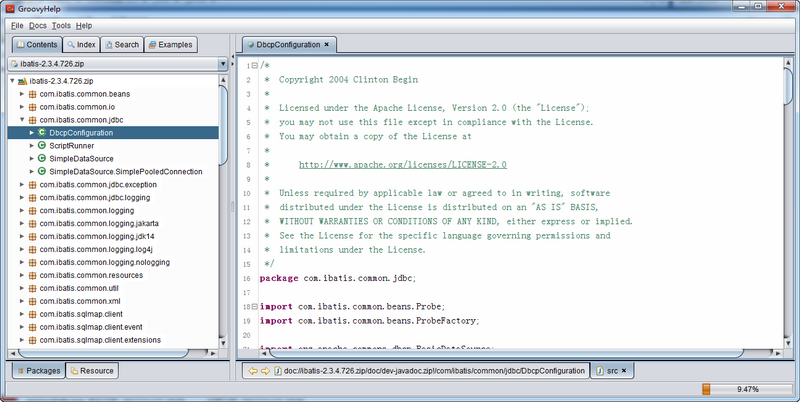 GroovyHelp
File Docs Tools Help
Contents Index Search Examples
ibatis-2.3.4.726.zip
ibatis-2.3.4.726.zip
com.ibatis.common.beans
com.ibatis.common.io
com.ibatis.common.jdbc
DbcpConfiguration
ScriptRunner
SimpleDataSource
SimpleDataSource.SimplePooledConnection
com.ibatis.common.jdbc.exception
com.ibatis.common.jdbc.logging
com.ibatis.common.logging
com.ibatis.common.logging.jakarta
com.ibatis.common.logging.jdk14
com.ibatis.common.logging.log4j
com.ibatis.common.logging.nologging
com.ibatis.common.resources
com.ibatis.common.util
com.ibatis.common.xml
com.ibatis.sqlmap.client
com.ibatis.sqlmap.client.event
com.ibatis.sqlmap.client.extensions
Packages Resource
DbcpConfiguration
1 /*
2 * Copyright 2004 Clinton Begin
3 *
4 * Licensed under the Apache License, Version 2.0 (the "License");
5 * you may not use this file except in compliance with the License.
6 * You may obtain a copy of the License at
7 *
8 * http://www.apache.org/licenses/LICENSE-2.0
9 *
10 * Unless required by applicable law or agreed to in writing, software
11 * distributed under the License is distributed on an "AS IS" BASIS,
12 * WITHOUT WARRANTIES OR CONDITIONS OF ANY KIND, either express or implied.
13 * See the License for the specific language governing permissions and
14 * limitations under the License.
15 */
16 package com.ibatis.common.jdbc;
17
18 import com.ibatis.common.beans.Probe;
19 import com.ibatis.common.beans.ProbeFactory;
20
21 import org.apache.commons.dbcp.BasicDataSource;
doc:/ibatis-2.3.4.726.zip/doc/dev-javadoc.zip!/com/ibatis/common/jdbc/DbcpConfiguration src
9.47%